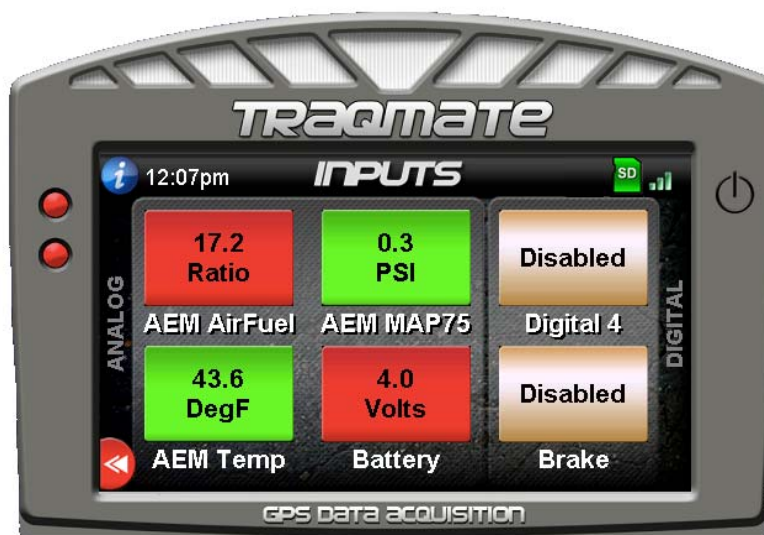 TRAQMATE
12:07pm
INPUTS
SD
ANALOG
17.2
Ratio
AEM AirFuel
0.3
PSI
AEM MAP75
Disabled
Digital 4
DIGITAL
43.6
DegF
AEM Temp
4.0
Volts
Battery
Disabled
Brake
GPS DATA ACQUISITION